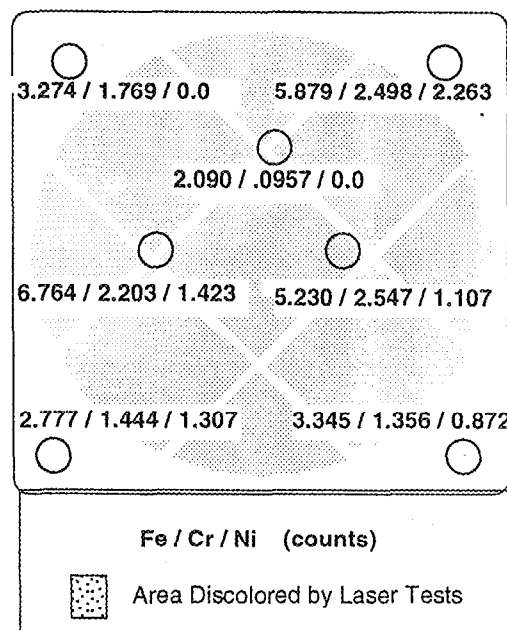 3.274 / 1.769 / 0.0
5.879 / 2.498 / 2.263
2.090 / .0957 / 0.0
6.764 / 2.203 / 1.423
5.230 / 2.547 / 1.107
2.777 / 1.444 / 1.307
3.345 / 1.356 / 0.872
Fe / Cr / Ni (counts)
Area Discolored by Laser Tests